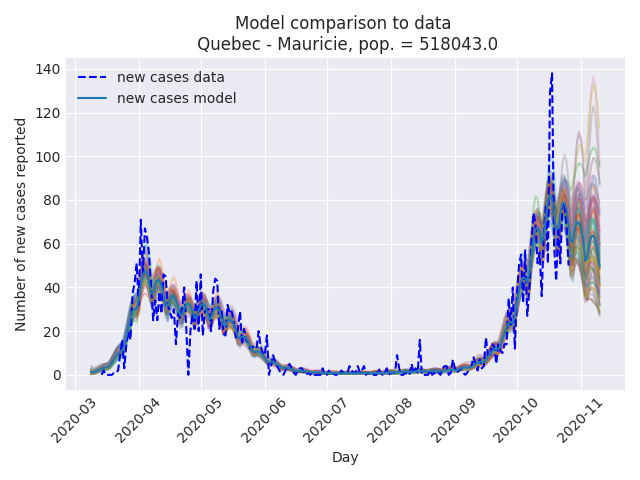 Model comparison to data
Quebec - Mauricie, pop. = 518043.0
new cases data
new cases model
Number of new cases reported
140
120
100
80
60
40
20
0
2020-03
2020-04
2020-05
2020-06
2020-07
2020-08
2020-09
2020-10
2020-11
Day